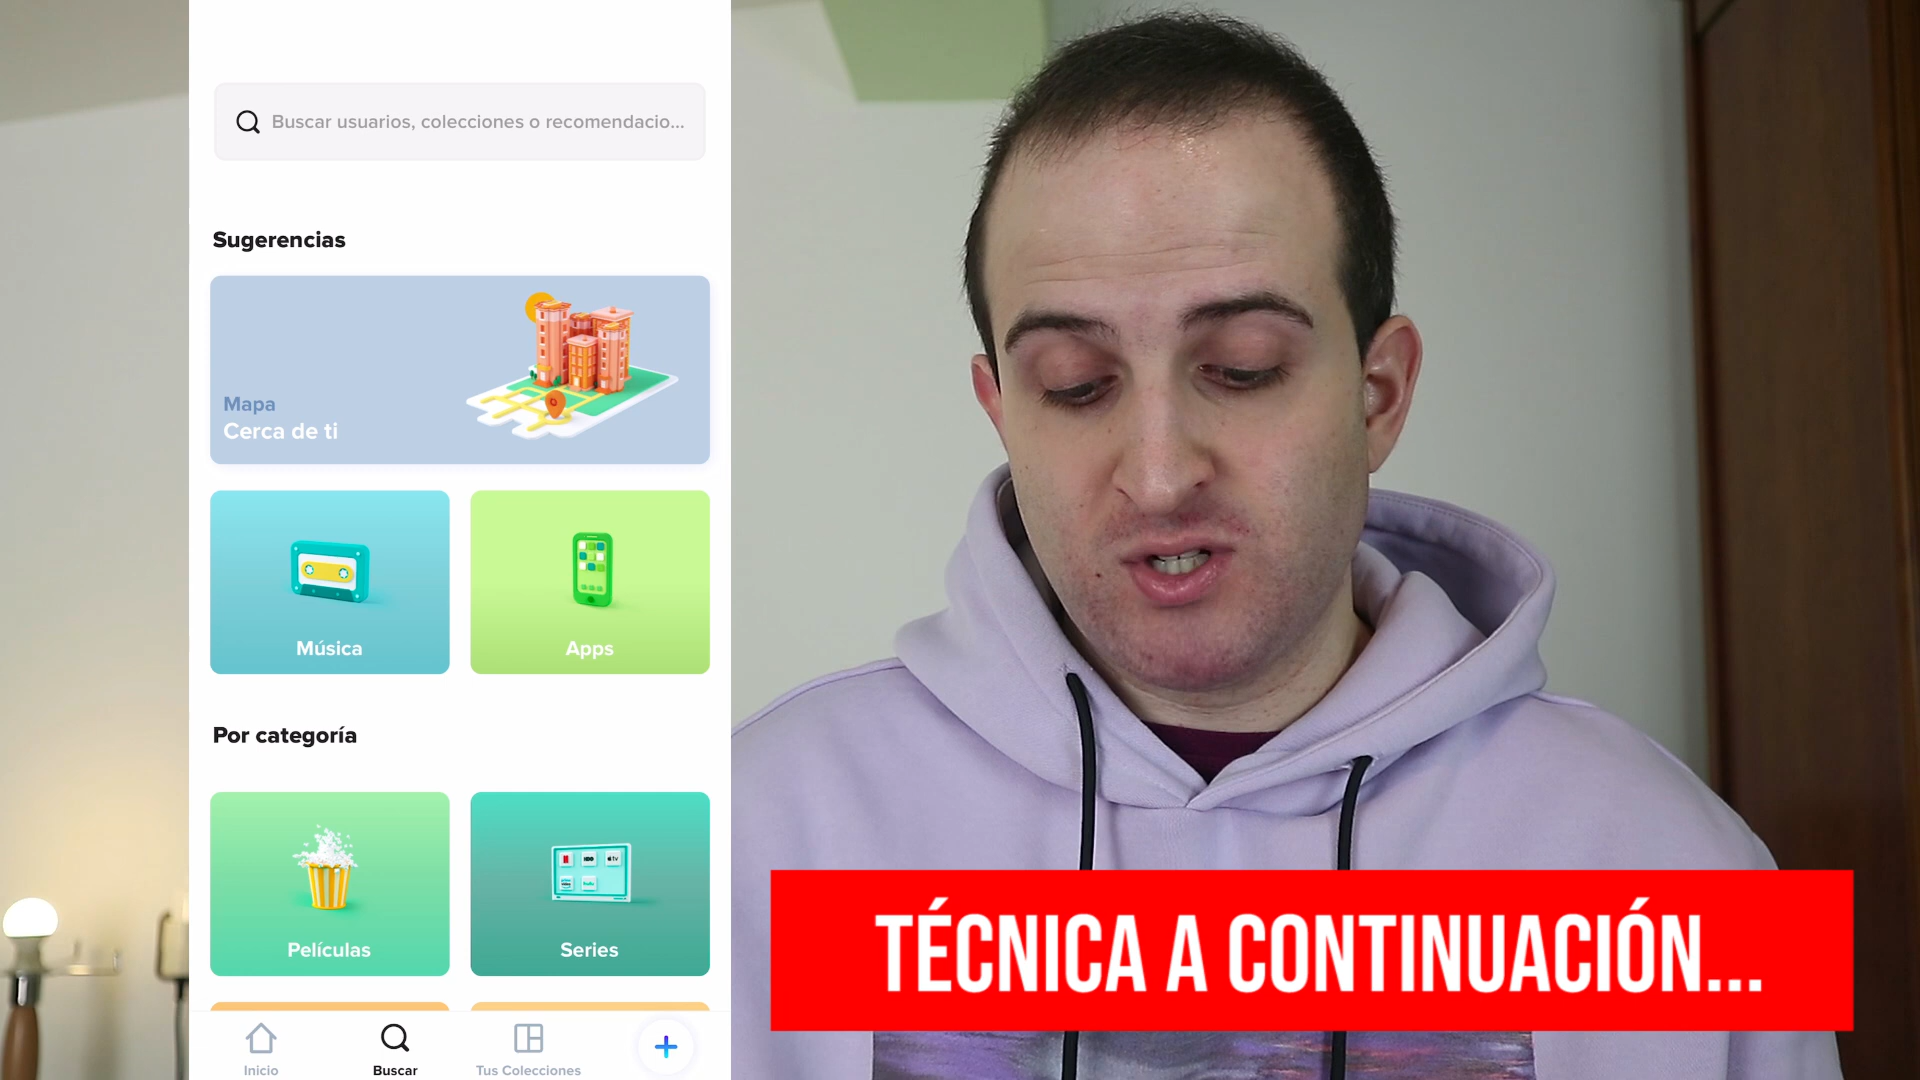 Buscar usuarios, colecciones o recomendacio...
Sugerencias
Mapa
Cerca de ti
Música
Apps
Por categoría
Películas
Series
Inicio
Buscar
Tus Colecciones
TÉCNICA A CONTINUACIÓN...